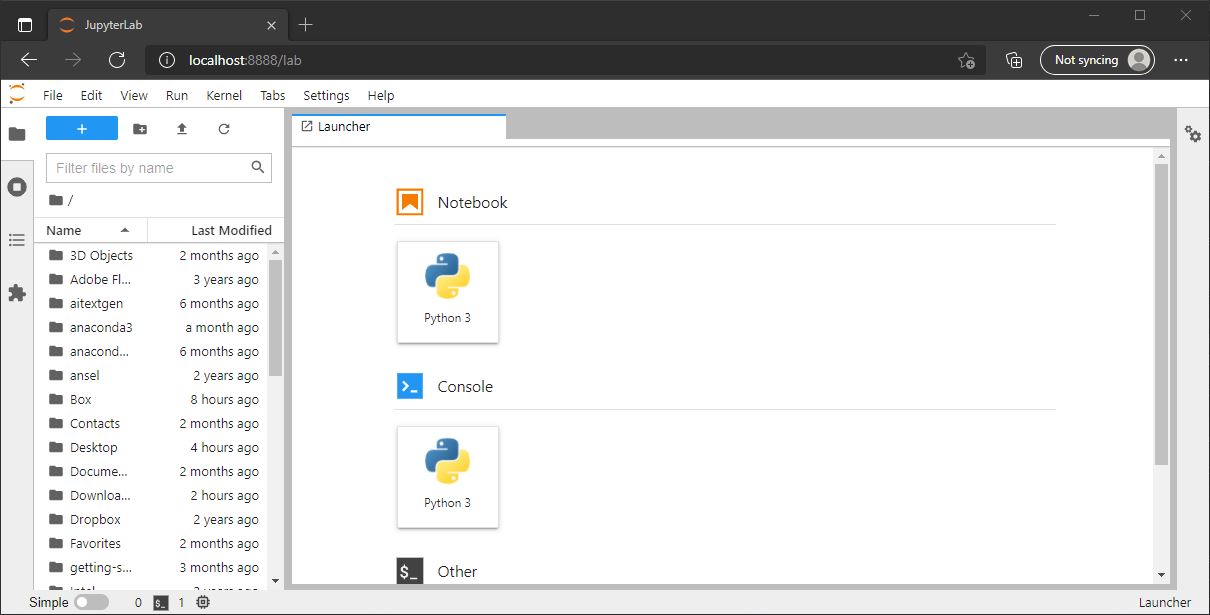 JupyterLab
localhost:8888/lab
Not syncing
File Edit View Run Kernel Tabs Settings Help
+
Filter files by name
/
Name Last Modified
3D Objects 2 months ago
Adobe Fl... 3 years ago
aitextgen 6 months ago
anaconda3 a month ago
anacond... 6 months ago
ansel 2 years ago
Box 8 hours ago
Contacts 2 months ago
Desktop 4 hours ago
Docume... 2 months ago
Downloa... 2 hours ago
Dropbox 2 years ago
Favorites 2 months ago
getting-s... 3 months ago
Launcher
Notebook
Python 3
Console
Python 3
$_ Other
Simple 0 $_ 1 Launcher